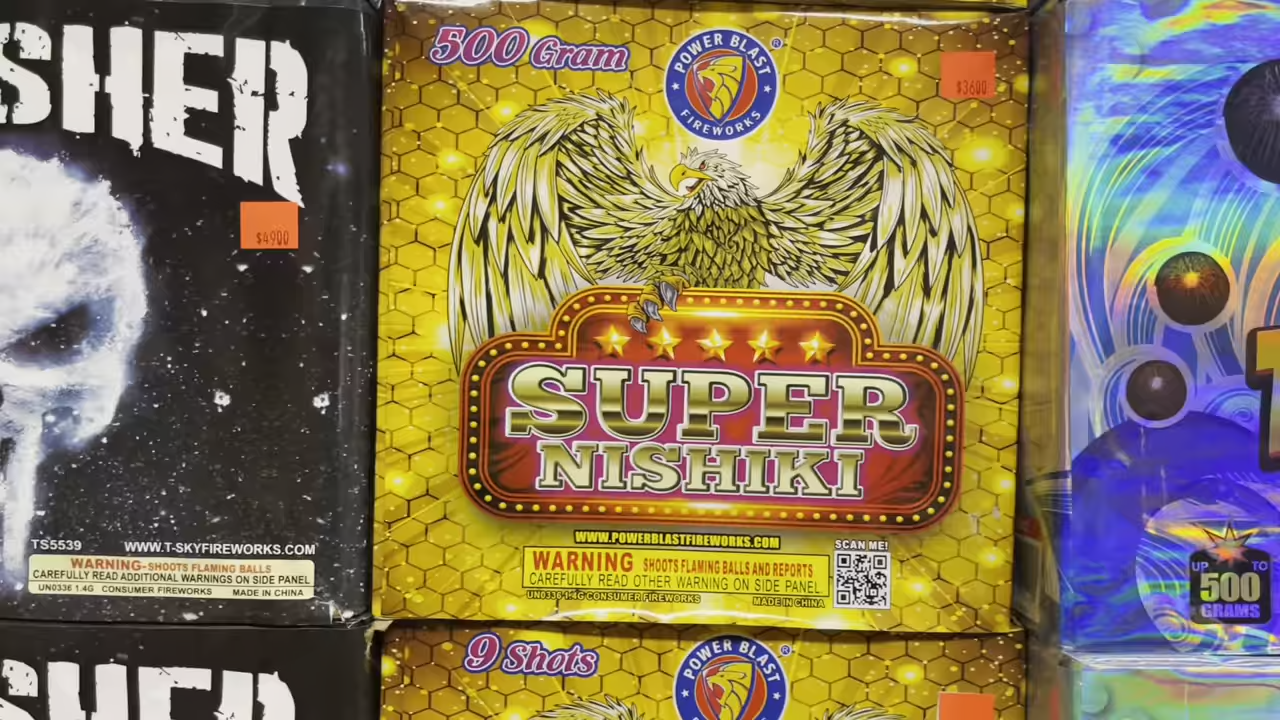 SHER
$4900
TS5539
WWW.T-SKYFIREWORKS.COM
WARNING-SHOOTS FLAMING BALLS
CAREFULLY READ ADDITIONAL WARNINGS ON SIDE PANEL
UN0336 1.4G CONSUMER FIREWORKS MADE IN CHINA
SHER
500 Gram
POWER BLAST
FIREWORKS
®
$3600
SUPER
NISHIKI
WWW.POWERBLASTFIREWORKS.COM
WARNING SHOOTS FLAMING BALLS AND REPORTS
CAREFULLY READ OTHER WARNING ON SIDE PANEL.
UN0336 1.4G CONSUMER FIREWORKS MADE IN CHINA
SCAN ME!
9 Shots
POWER BLAST
®
UP TO
500
GRAMS